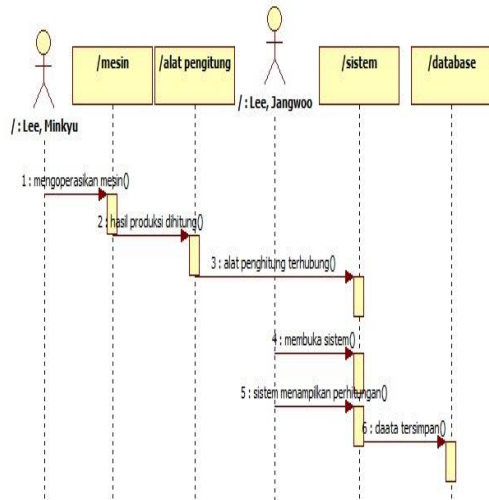 /mesin
/alat pengitung
/sistem
/database
/ : Lee, Minkyu
/ : Lee, Jangwoo
1 : mengoperasikan mesin()
2 : hasil produksi dihitung()
3 : alat penghitung terhubung()
4 : membuka sistem()
5 : sistem menampilkan perhitungan()
6 : daata tersimpan()